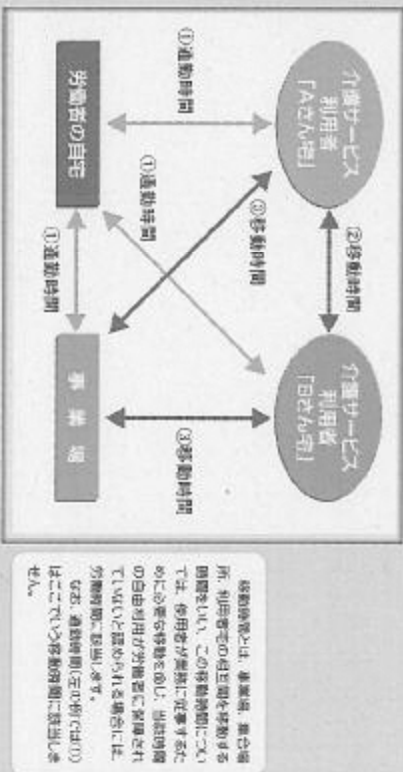 介護サービス
利用者
「Aさん宅」
②移動時間
介護サービス
利用者
「Bさん宅」
①通勤時間
①通勤時間
③移動時間
③移動時間
労働者の自宅
①通勤時間
事業場
移動時間とは、事業場、集合場
所、利用者宅の相互間を移動する
時間をいい、この移動時間につい
ては、使用者が業務に従事するた
めに必要な移動を命じ、当該時間
の自由利用が労働者に保障され
ていないと認められる場合には、
労働時間に該当します。
なお、通勤時間(左の例では①)
はここでいう移動時間に該当しま
せん。